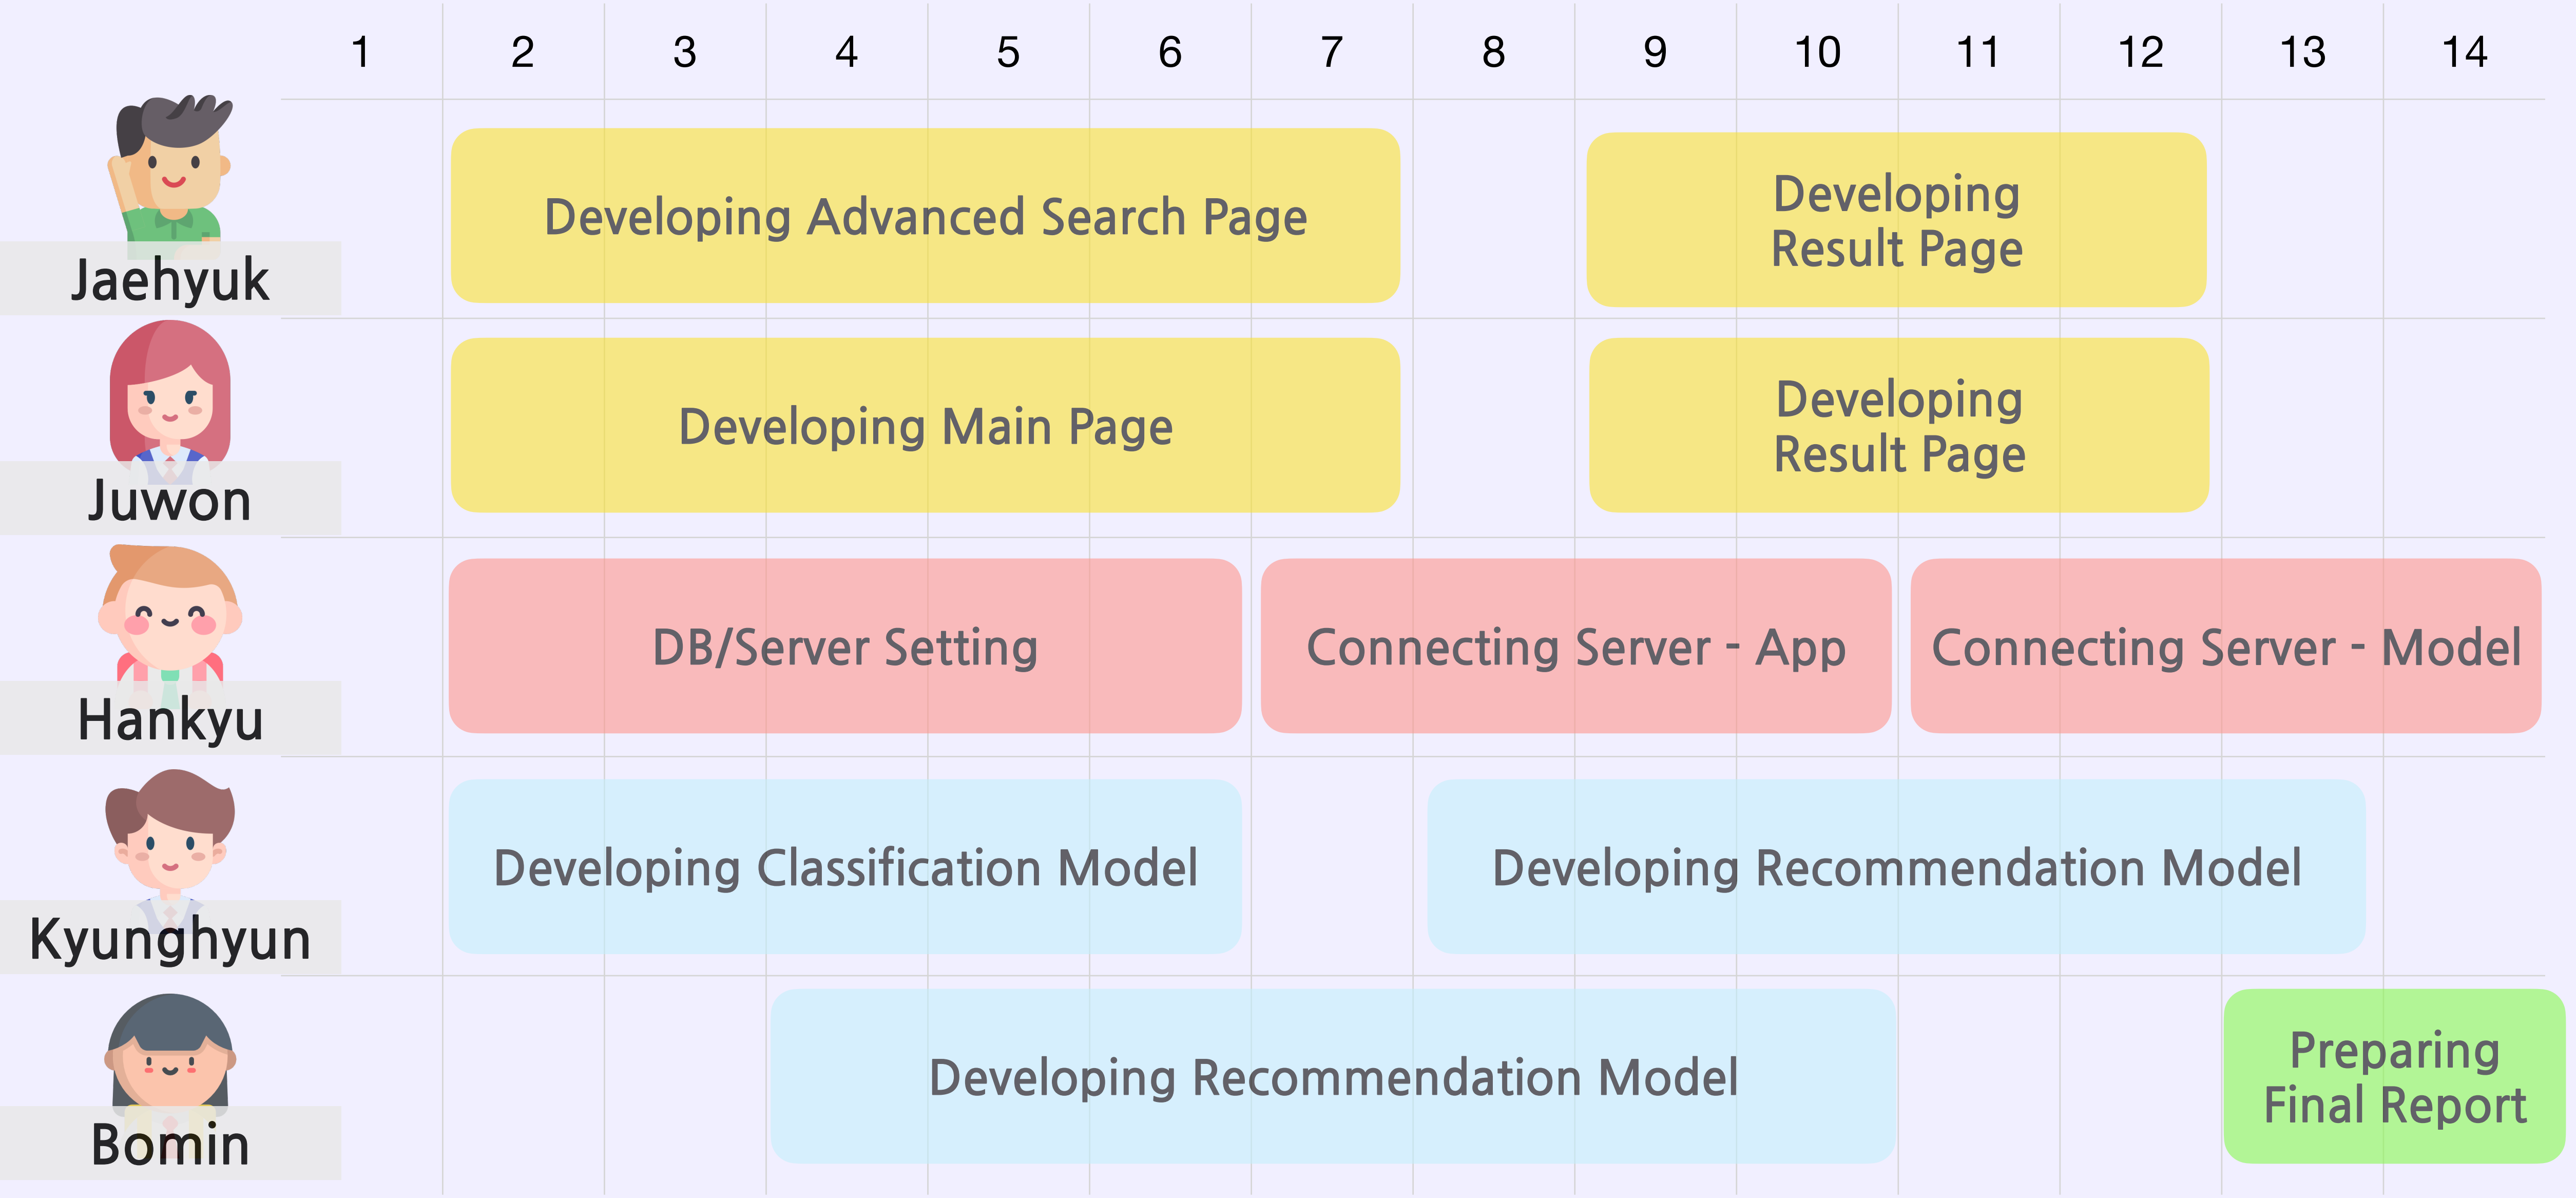 1 2 3 4 5 6 7 8 9 10 11 12 13 14
Jaehyuk
Developing Advanced Search Page
Developing
Result Page
Juwon
Developing Main Page
Developing
Result Page
Hankyu
DB/Server Setting
Connecting Server - App
Connecting Server - Model
Kyunghyun
Developing Classification Model
Developing Recommendation Model
Bomin
Developing Recommendation Model
Preparing
Final Report